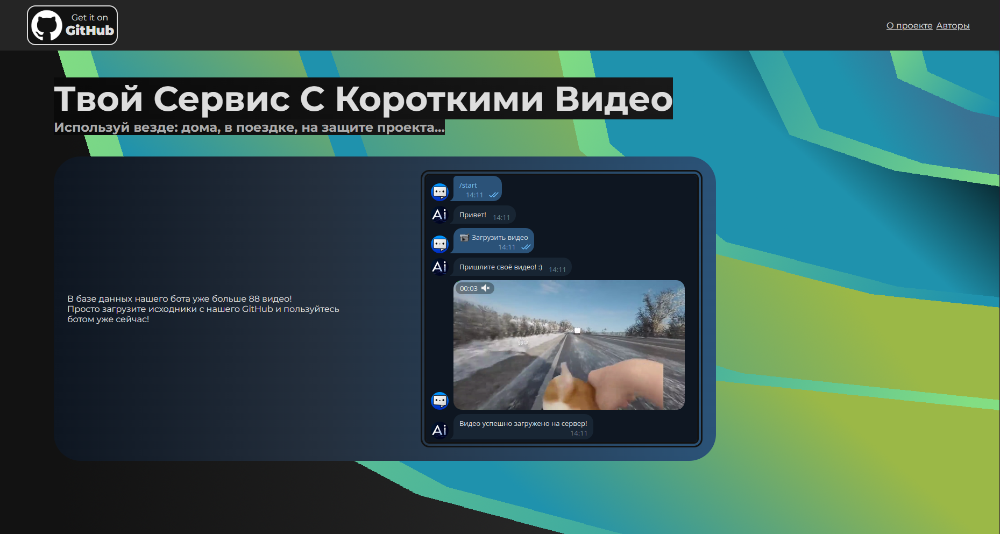 Get it on
GitHub
О проекте Авторы
Твой Сервис С Короткими Видео
Используй везде: дома, в поездке, на защите проекта...
В базе данных нашего бота уже больше 88 видео!
Просто загрузите исходники с нашего GitHub и пользуйтесь
ботом уже сейчас!
/start
14:11
Ai
Привет! 14:11
Загрузить видео
14:11
Ai
Пришлите своё видео! :) 14:11
00:03
Ai
Видео успешно загружено на сервер!
14:11